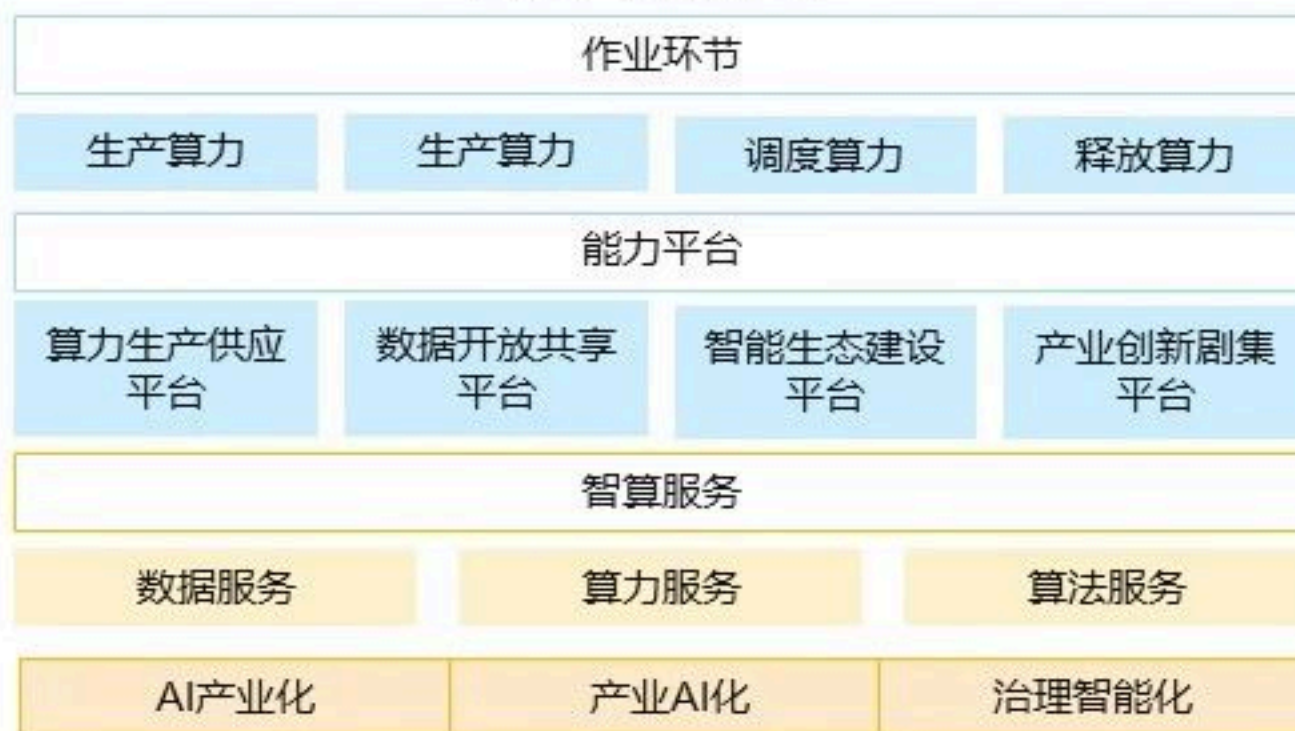 作业环节
生产算力
生产算力
调度算力
释放算力
能力平台
算力生产供应
平台
数据开放共享
平台
智能生态建设
平台
产业创新剧集
平台
智算服务
数据服务
算力服务
算法服务
AI产业化
产业AI化
治理智能化